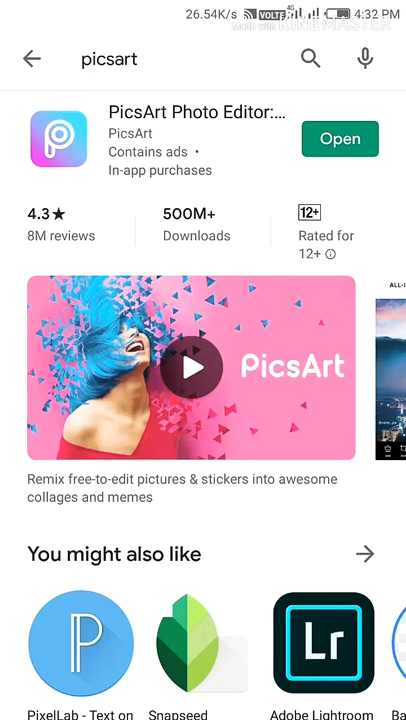 26.54K/s VOLTE 4G 4:32 PM
Made with KINEMASTER
picsart
PicsArt Photo Editor:...
PicsArt
Contains ads •
In-app purchases
Open
4.3★
8M reviews
500M+
Downloads
12+
Rated for
12+
PicsArt
ALL-I
Remix free-to-edit pictures & stickers into awesome
collages and memes
You might also like
P
Lr
PixelLab - Text on
Snapseed
Adobe Lightroom
Ba